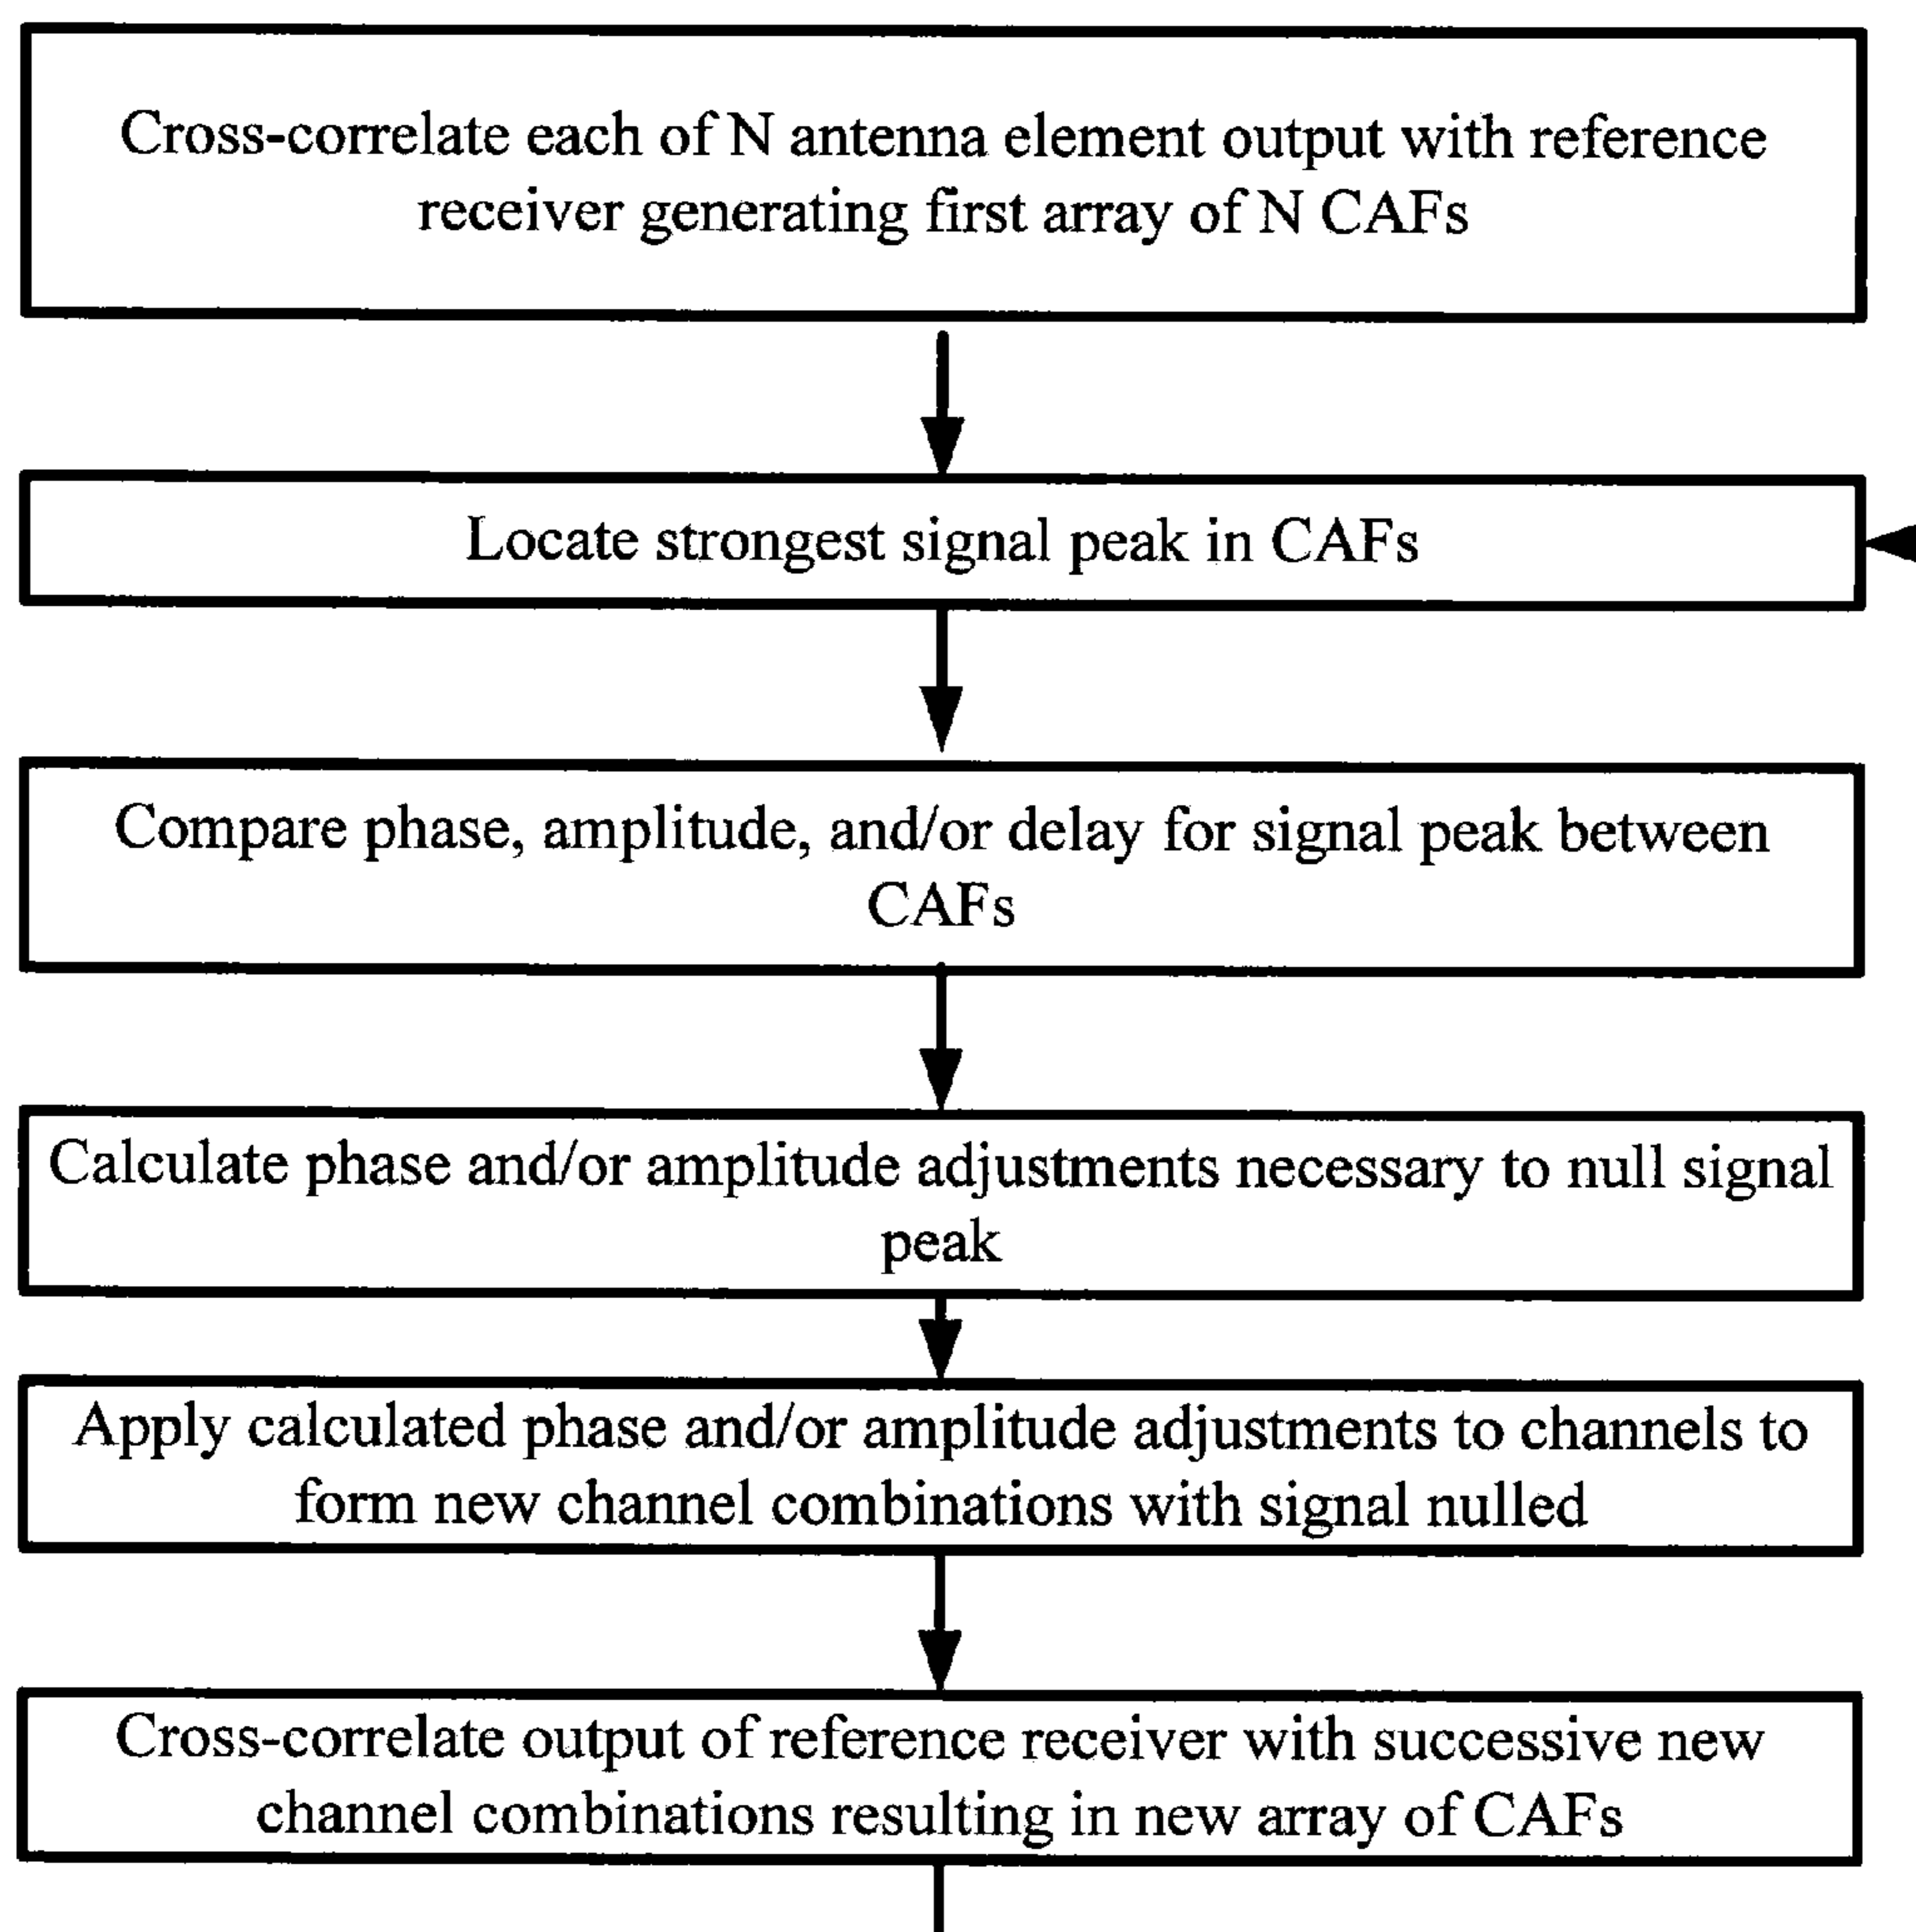 Cross-correlate each of N antenna element output with reference
receiver generating first array of N CAFs
Locate strongest signal peak in CAFs
Compare phase, amplitude, and/or delay for signal peak between
CAFs
Calculate phase and/or amplitude adjustments necessary to null signal
peak
Apply calculated phase and/or amplitude adjustments to channels to
form new channel combinations with signal nulled
Cross-correlate output of reference receiver with successive new
channel combinations resulting in new array of CAFs